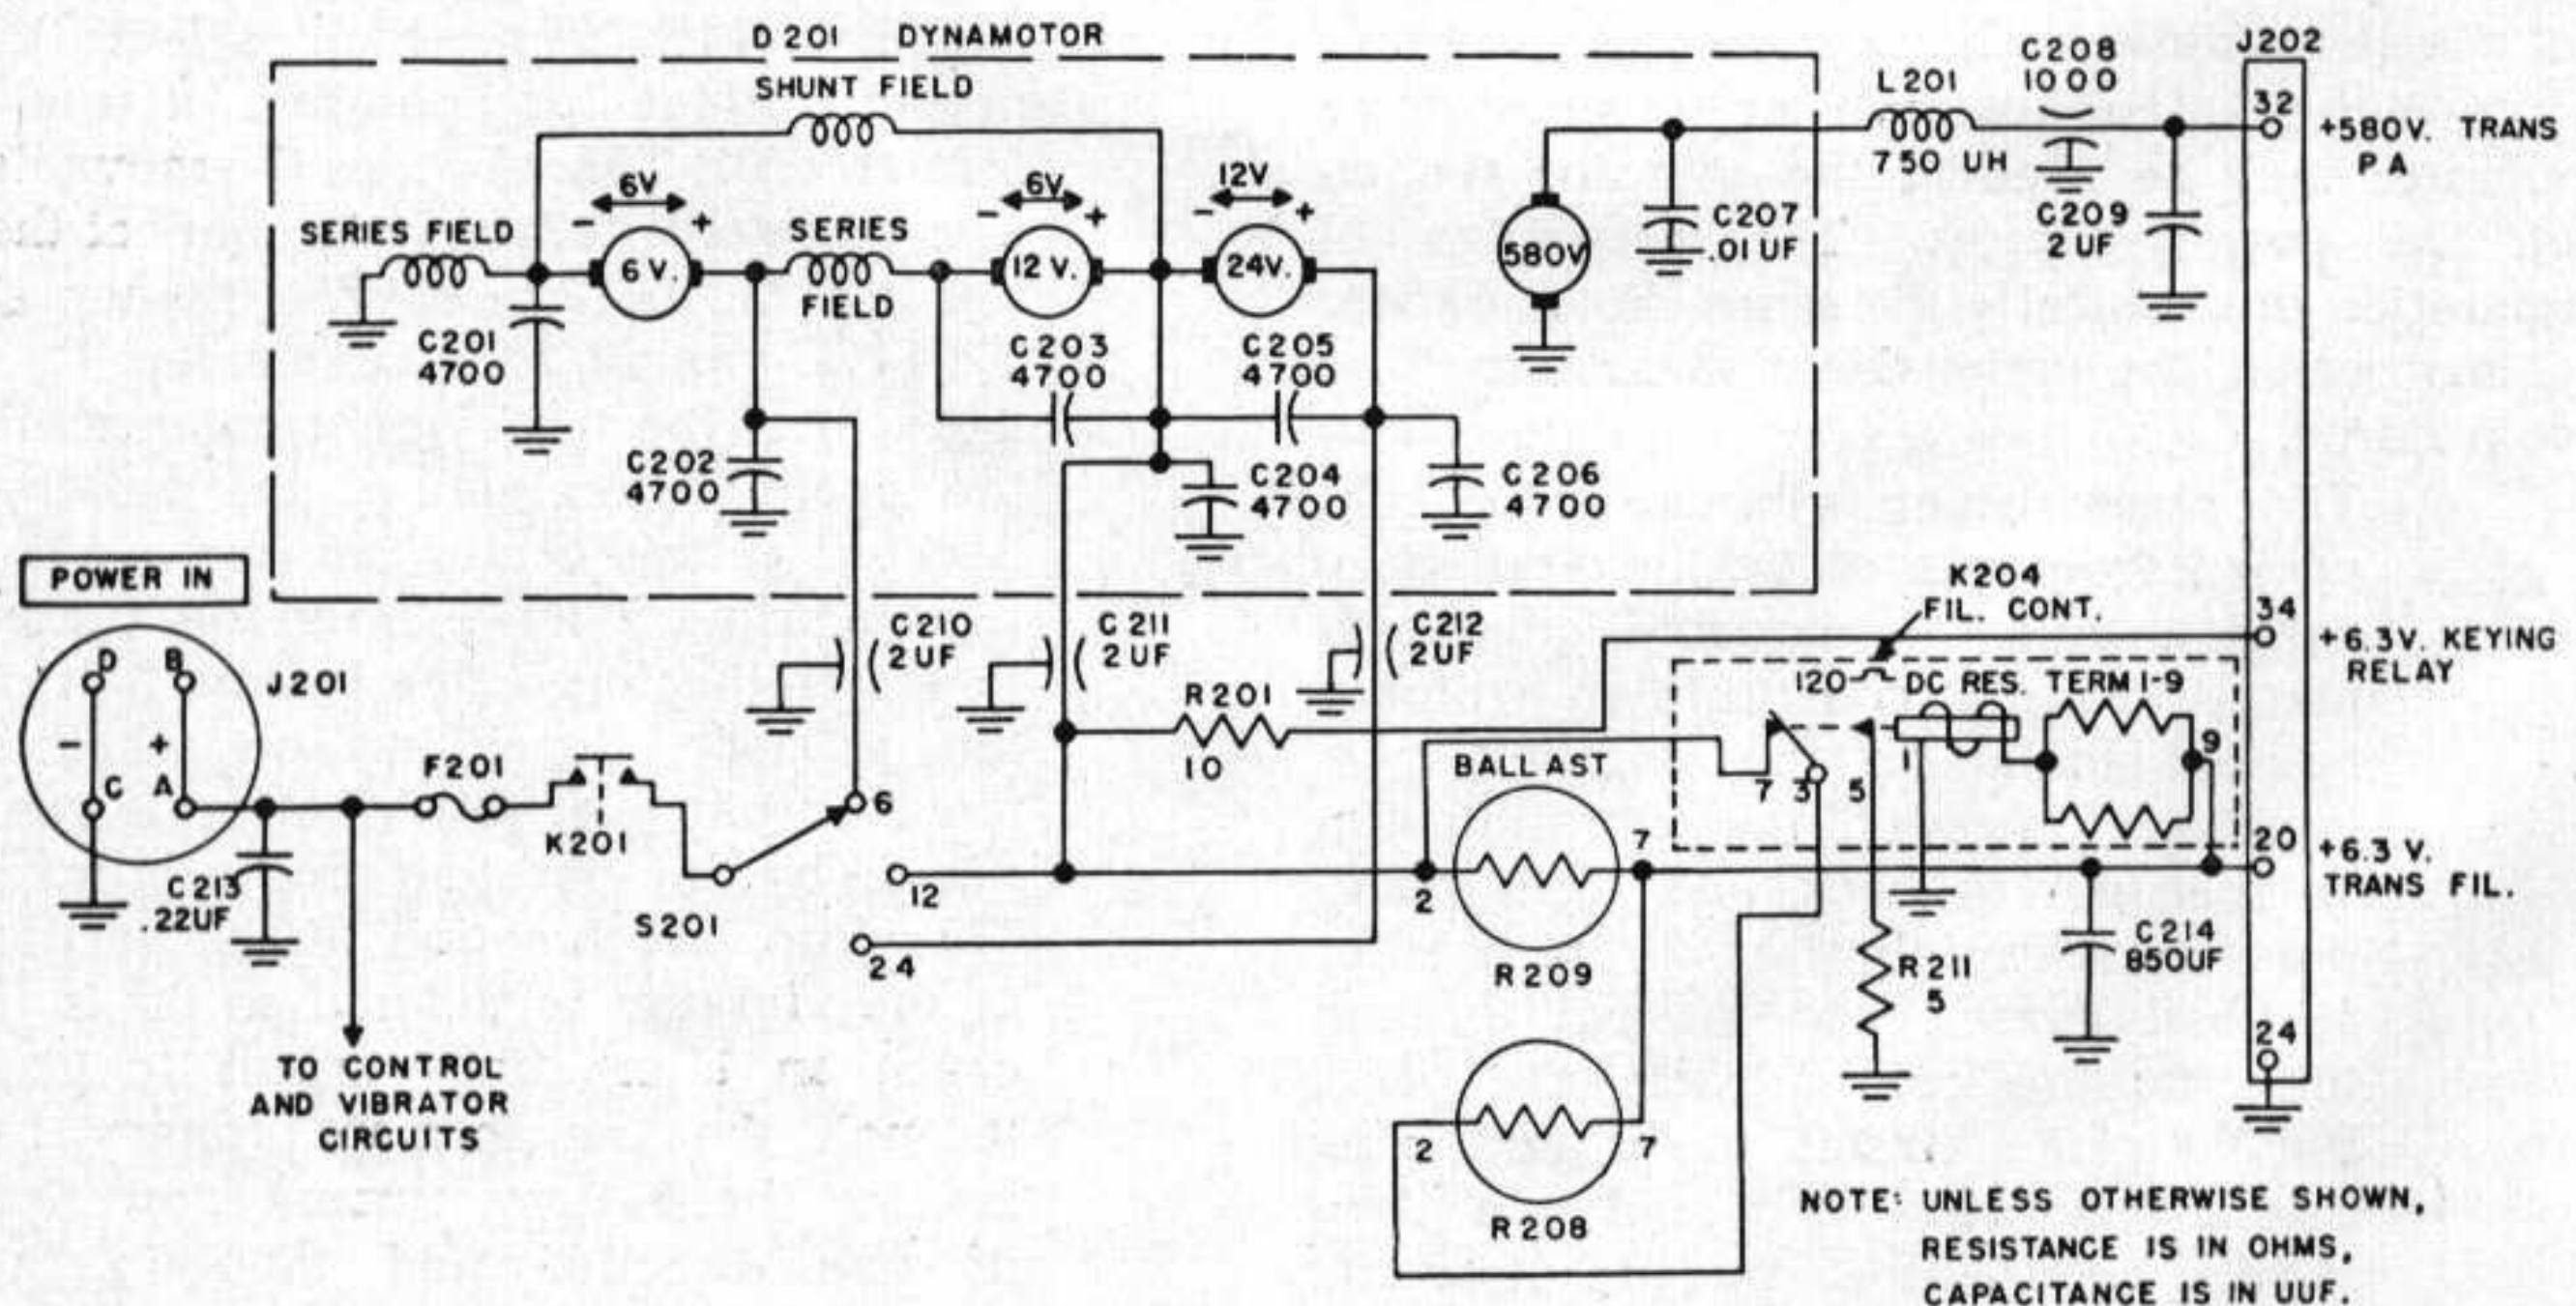 D 201 DYNAMOTOR
SHUNT FIELD
SERIES FIELD
6V
- +
6 V.
SERIES
FIELD
6V
- +
12 V.
12V
- +
24V.
580V
C201
4700
C202
4700
C203
4700
C205
4700
C204
4700
C206
4700
C207
.01 UF
L201
750 UH
C208
1000
C209
2 UF
J202
32
+580V. TRANS
PA
POWER IN
D B
- +
C A
J201
C213
.22UF
F201
K201
S201
6
12
24
TO CONTROL
AND VIBRATOR
CIRCUITS
C210
2UF
C211
2UF
C212
2UF
R201
10
BALLAST
2
7
R209
2
7
R208
K204
FIL. CONT.
120 DC RES. TERM 1-9
7 3 5
1
9
R211
5
C214
850UF
34
+6.3V. KEYING
RELAY
20
+6.3 V.
TRANS FIL.
24
NOTE: UNLESS OTHERWISE SHOWN,
RESISTANCE IS IN OHMS,
CAPACITANCE IS IN UUF.